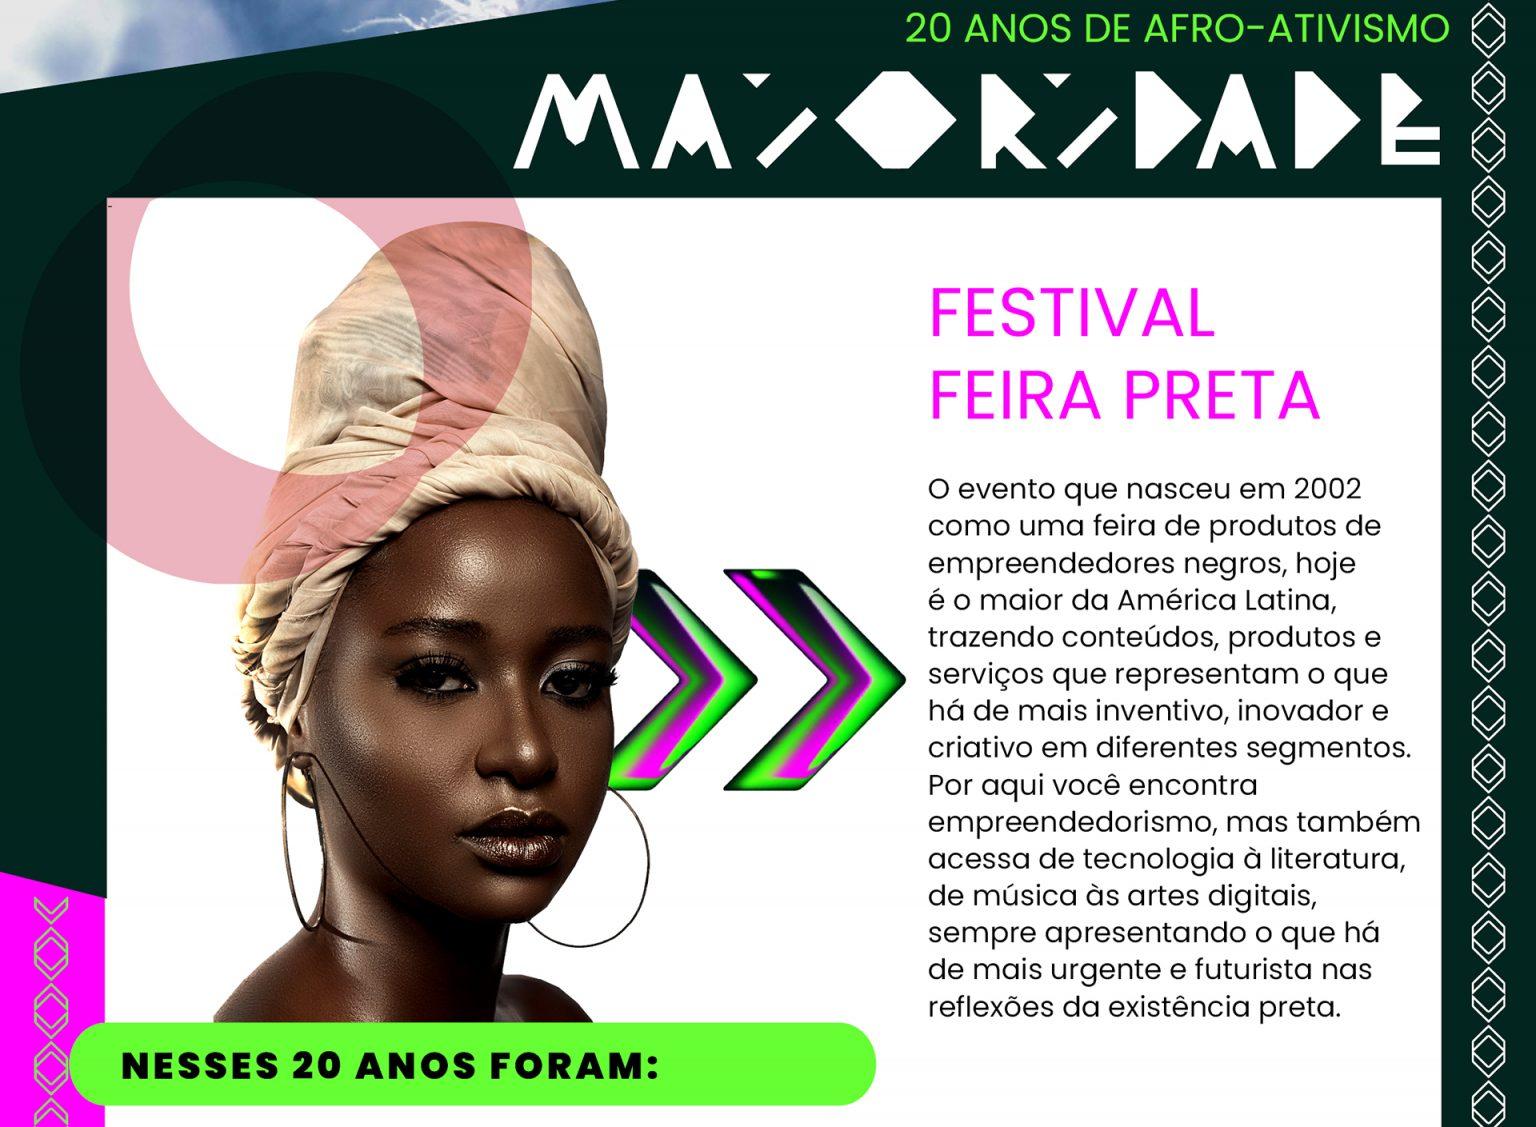 20 ANOS DE AFRO-ATIVISMO
MAIORIDADE
FESTIVAL
FEIRA PRETA
O evento que nasceu em 2002
como uma feira de produtos de
empreendedores negros, hoje
é o maior da América Latina,
trazendo conteúdos, produtos e
serviços que representam o que
há de mais inventivo, inovador e
criativo em diferentes segmentos.
Por aqui você encontra
empreendedorismo, mas também
acessa de tecnologia à literatura,
de música às artes digitais,
sempre apresentando o que há
de mais urgente e futurista nas
reflexões da existência preta.
NESSES 20 ANOS FORAM: